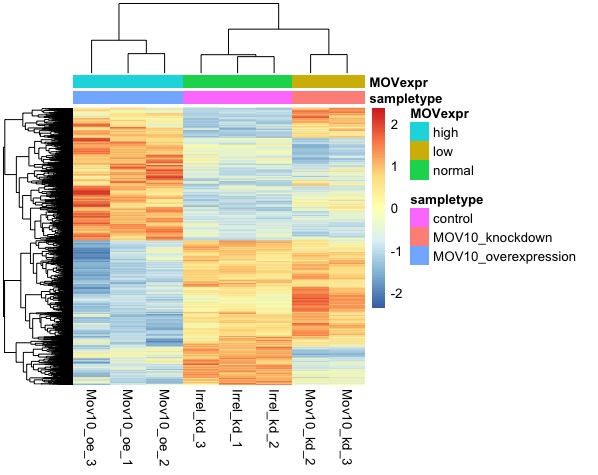 MOVexpr
sampletype
MOVexpr
high
low
normal
sampletype
control
MOV10_knockdown
MOV10_overexpression
2
1
0
-1
-2
Mov10_oe_3
Mov10_oe_1
Mov10_oe_2
Irrel_kd_3
Irrel_kd_1
Irrel_kd_2
Mov10_kd_2
Mov10_kd_3